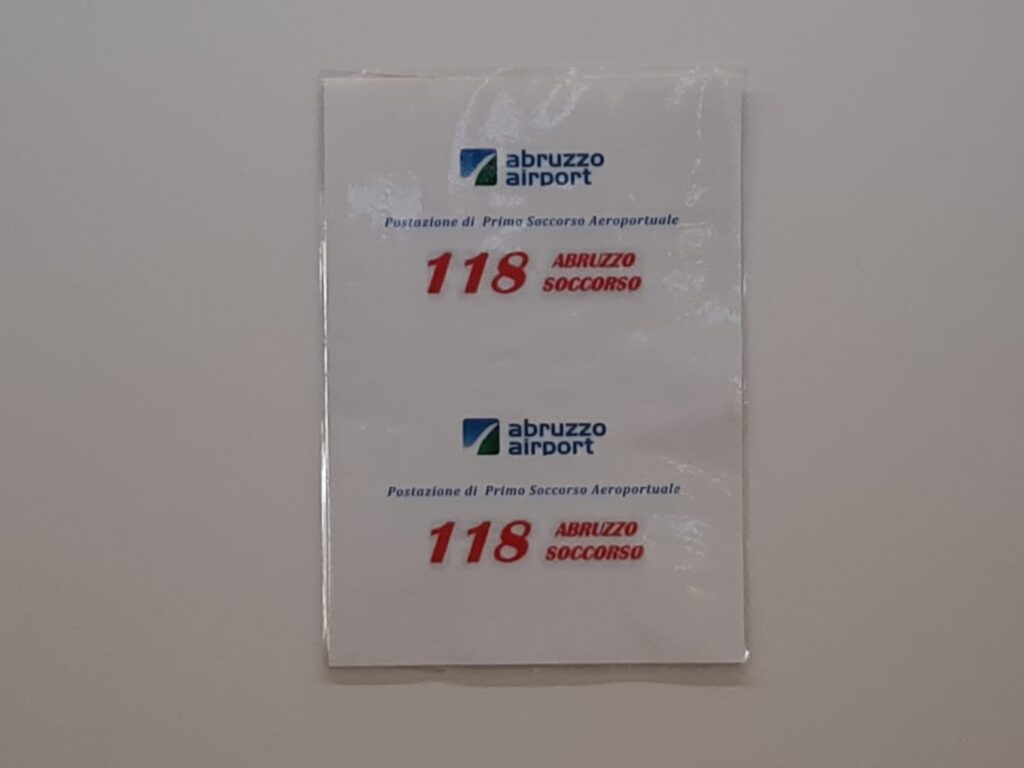 abruzzo
airport
Postazione di Primo Soccorso Aeroportuale
118 ABRUZZO
SOCCORSO
abruzzo
airport
Postazione di Primo Soccorso Aeroportuale
118 ABRUZZO
SOCCORSO